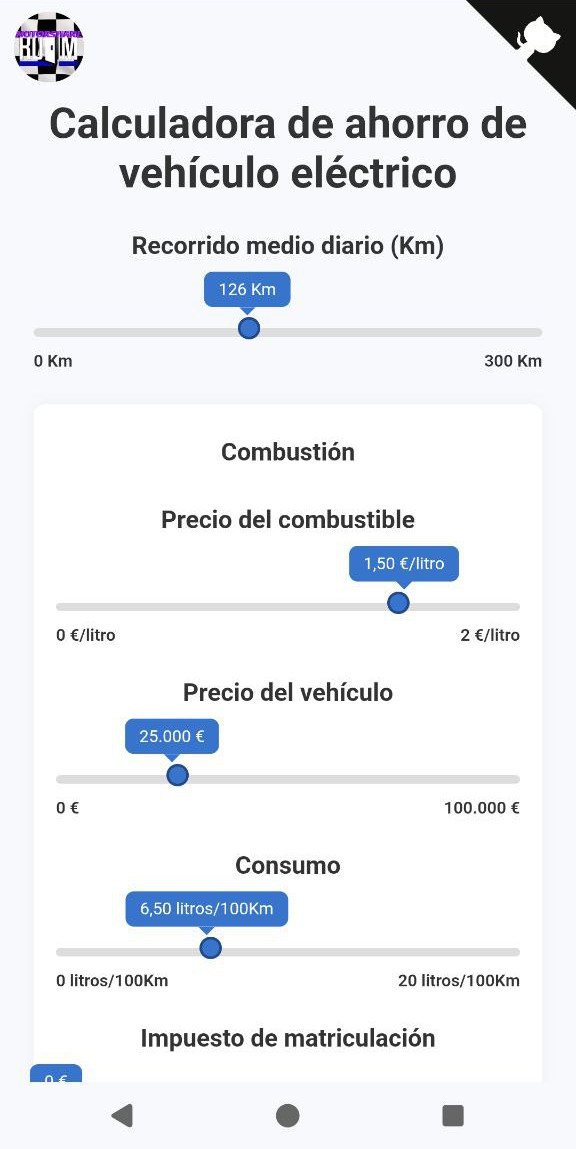 MOTORSTART
ROOM
Calculadora de ahorro de
vehículo eléctrico
Recorrido medio diario (Km)
126 Km
0 Km 300 Km
Combustión
Precio del combustible
1,50 €/litro
0 €/litro 2 €/litro
Precio del vehículo
25.000 €
0 € 100.000 €
Consumo
6,50 litros/100Km
0 litros/100Km 20 litros/100Km
Impuesto de matriculación
0 €